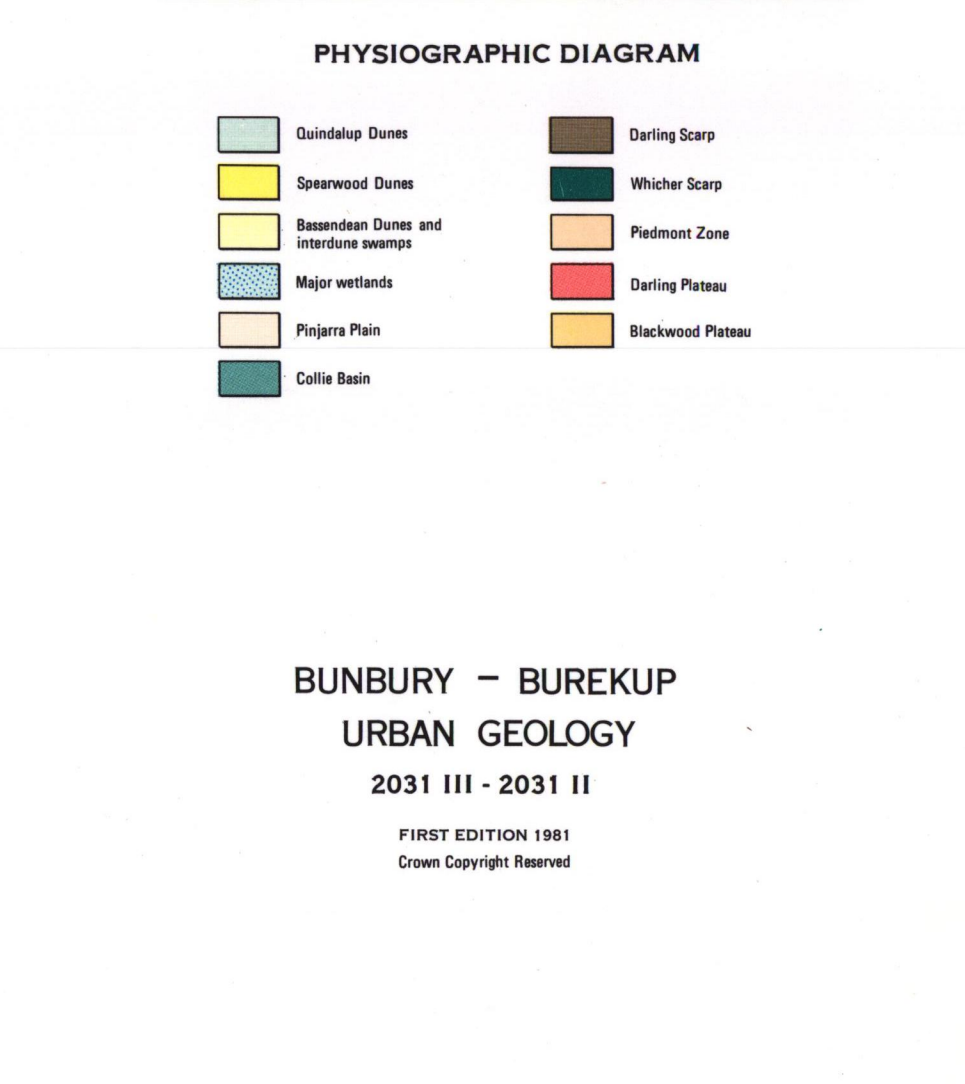 PHYSIOGRAPHIC DIAGRAM
Quindalup Dunes
Spearwood Dunes
Bassendean Dunes and
interdune swamps
Major wetlands
Pinjarra Plain
Collie Basin
Darling Scarp
Whicher Scarp
Piedmont Zone
Darling Plateau
Blackwood Plateau
BUNBURY – BUREKUP
URBAN GEOLOGY
2031 III - 2031 II
FIRST EDITION 1981
Crown Copyright Reserved